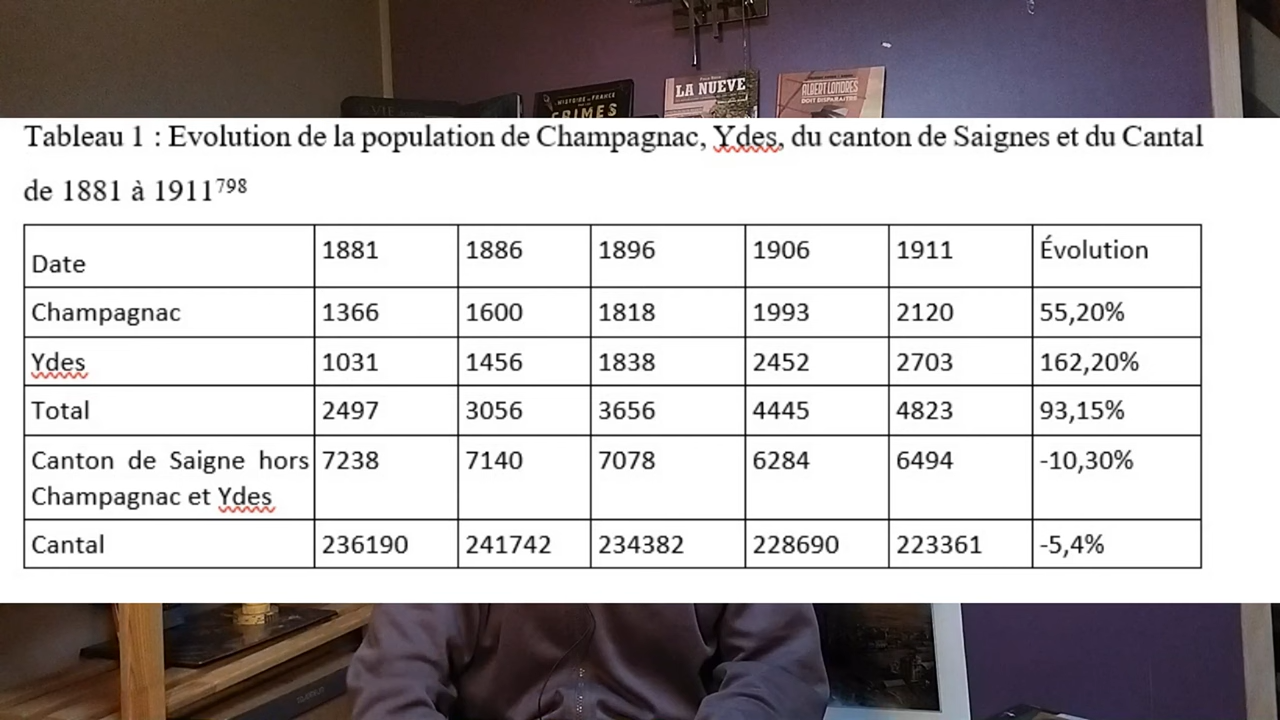 HISTOIRE DE FRANCE
CRIMES
LA NUEVE
ALBERT LONDRES
DOIT DISPARAITRE
Tableau 1 : Evolution de la population de Champagnac, Ydes, du canton de Saignes et du Cantal
de 1881 à 1911798
Date 1881 1886 1896 1906 1911 Évolution
Champagnac 1366 1600 1818 1993 2120 55,20%
Ydes 1031 1456 1838 2452 2703 162,20%
Total 2497 3056 3656 4445 4823 93,15%
Canton de Saigne hors 7238 7140 7078 6284 6494 -10,30%
Champagnac et Ydes
Cantal 236190 241742 234382 228690 223361 -5,4%